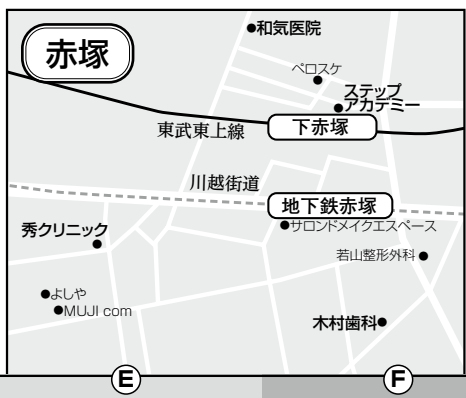 赤塚
和気医院
ペロスケ
ステップ
アカデミー
東武東上線
下赤塚
川越街道
地下鉄赤塚
サロンドメイクエスペース
秀クリニック
若山整形外科
よしや
MUJI com
木村歯科
E
F